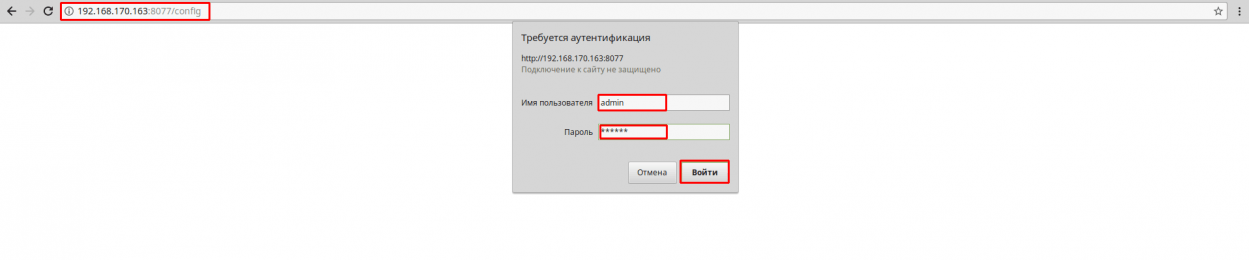 192.168.170.163:8077/config
Требуется аутентификация
http://192.168.170.163:8077
Подключение к сайту не защищено
Имя пользователя admin
Пароль ******
Отмена Войти